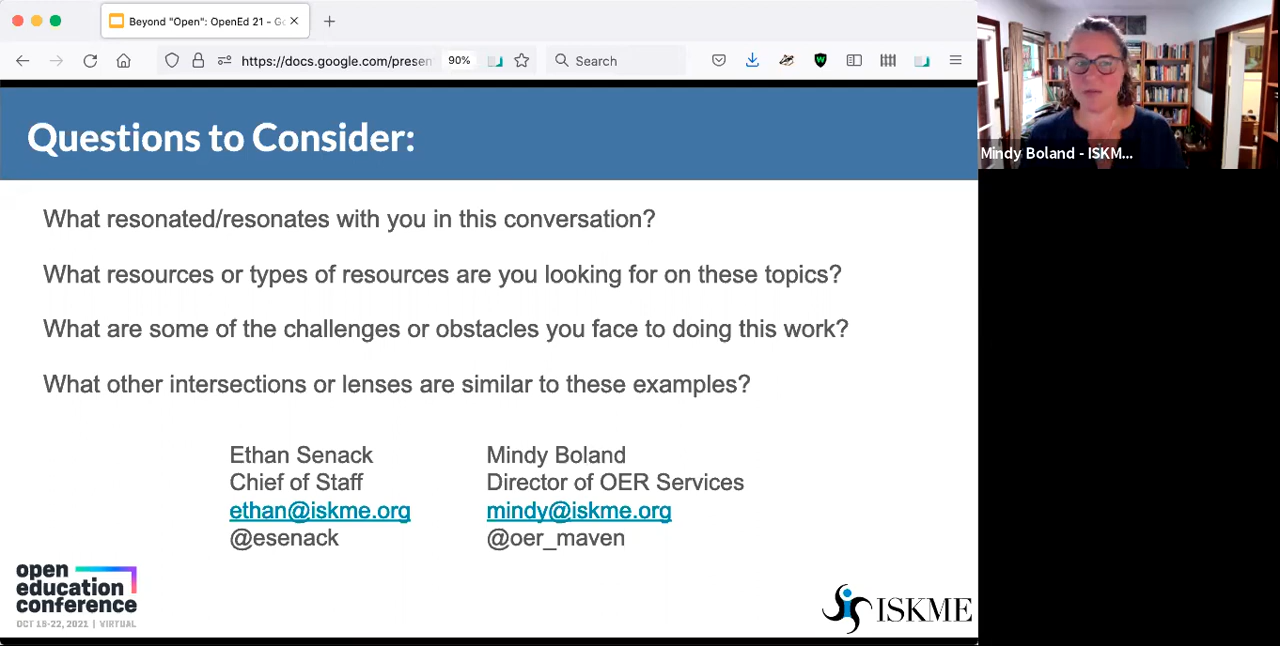 Beyond "Open": OpenEd 21 - Go
https://docs.google.com/presen
90%
Search
Questions to Consider:
Mindy Boland - ISKM...
What resonated/resonates with you in this conversation?
What resources or types of resources are you looking for on these topics?
What are some of the challenges or obstacles you face to doing this work?
What other intersections or lenses are similar to these examples?
Ethan Senack
Chief of Staff
ethan@iskme.org
@esenack
Mindy Boland
Director of OER Services
mindy@iskme.org
@oer_maven
open
education
conference
OCT 18-22, 2021 | VIRTUAL
ISKME